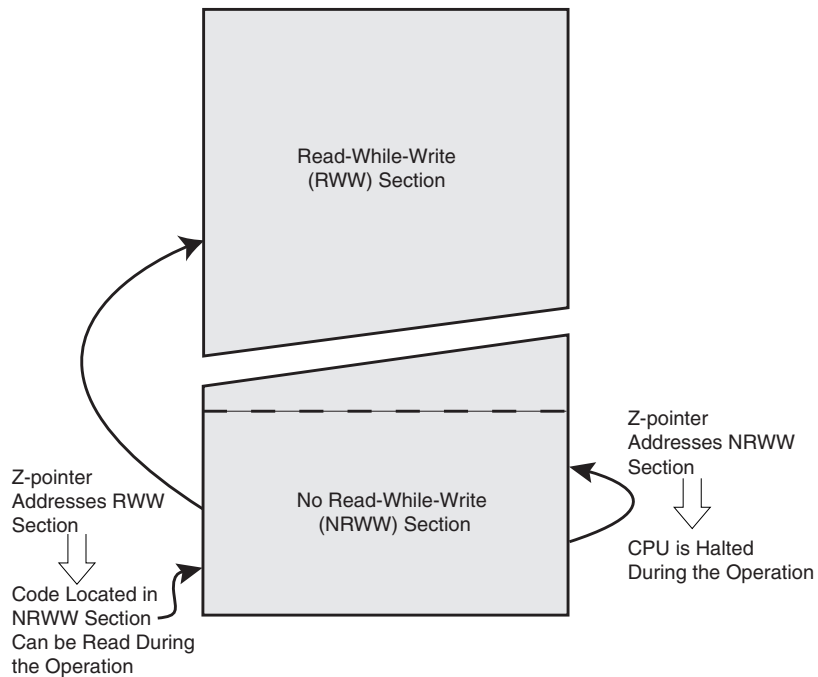 Read-While-Write
(RWW) Section
Z-pointer
Addresses NRWW
Section
Z-pointer
Addresses RWW
Section
No Read-While-Write
(NRWW) Section
CPU is Halted
During the Operation
Code Located in
NRWW Section
Can be Read During
the Operation